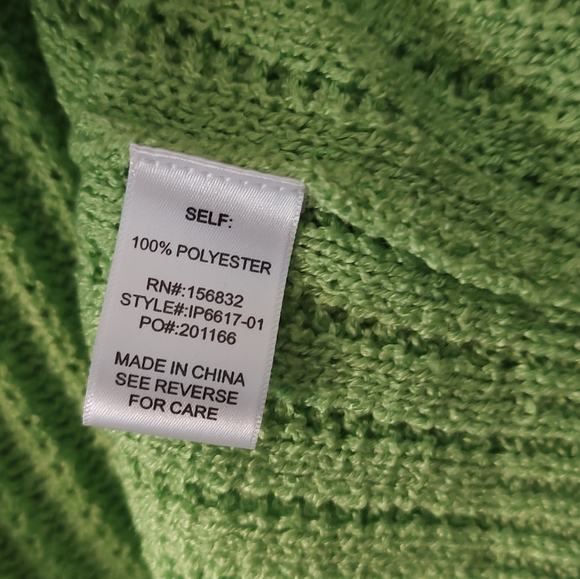 SELF:
100% POLYESTER
RN#:156832
STYLE#:IP6617-01
PO#:201166
MADE IN CHINA
SEE REVERSE
FOR CARE